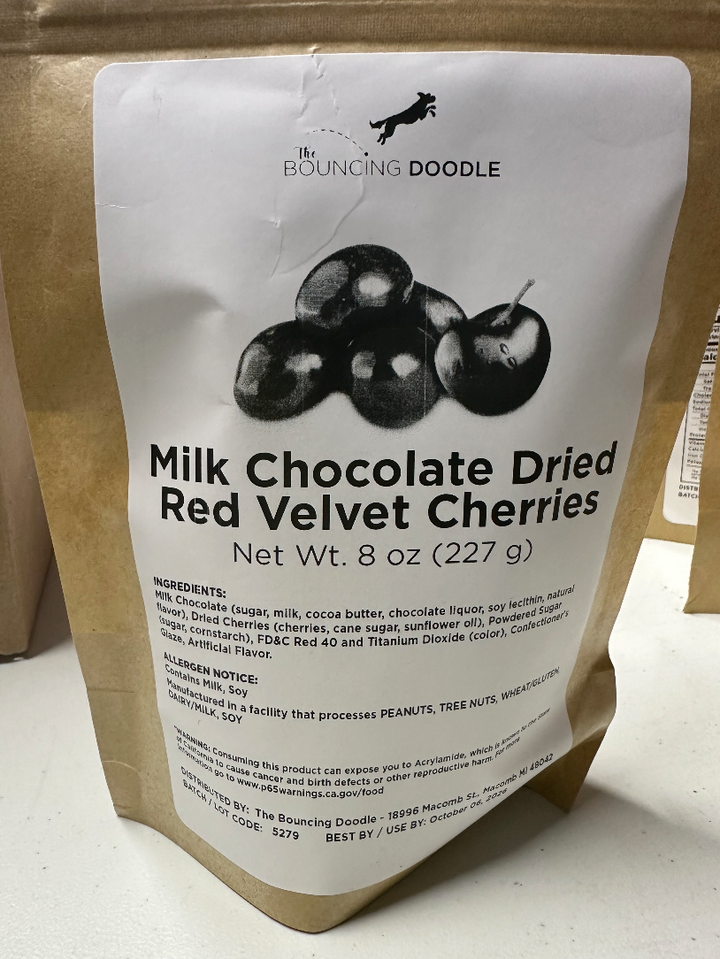 The
BOUNCING DOODLE
Milk Chocolate Dried
Red Velvet Cherries
Net Wt. 8 oz (227 g)
INGREDIENTS:
Milk Chocolate (sugar, milk, cocoa butter, chocolate liquor, soy lecithin, natural
flavor), Dried Cherries (cherries, cane sugar, sunflower oil), Powdered Sugar
(sugar, cornstarch), FD&C Red 40 and Titanium Dioxide (color), Confectioner's
Glaze, Artificial Flavor.
ALLERGEN NOTICE:
Contains Milk, Soy
Manufactured in a facility that processes PEANUTS, TREE NUTS, WHEAT/GLUTEN,
DAIRY/MILK, SOY
*WARNING: Consuming this product can expose you to Acrylamide, which is known to the State
of California to cause cancer and birth defects or other reproductive harm. For more
information go to www.p65warnings.ca.gov/food
DISTRIBUTED BY: The Bouncing Doodle - 18996 Macomb St., Macomb MI 48042
BATCH / LOT CODE: 5279 BEST BY / USE BY: October 06, 2026